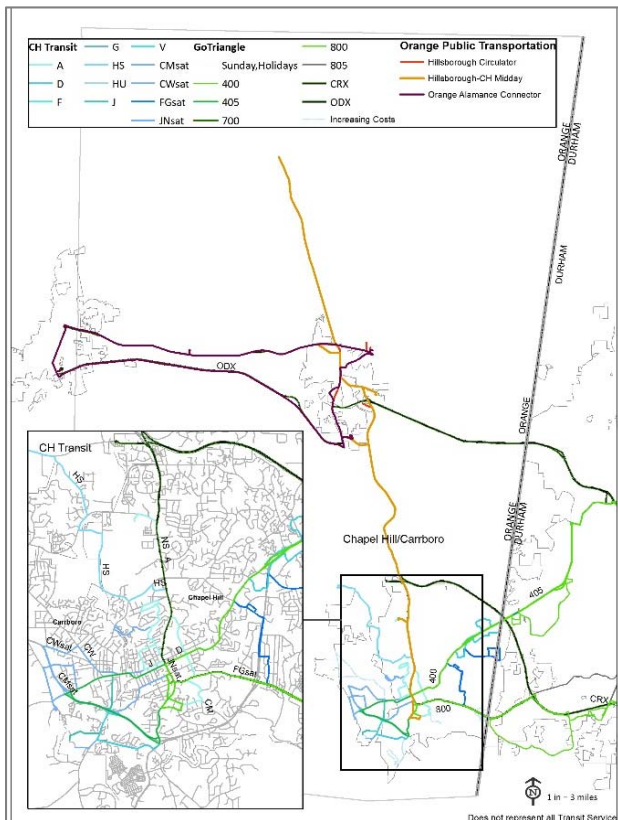 CH Transit
A
D
F
G
HS
HU
J
V
CMsat
CWsat
FGsat
JNsat
GoTriangle
Sunday,Holidays
400
405
700
800
805
CRX
ODX
Increasing Costs
Orange Public Transportation
Hillsborough Circulator
Hillsborough-CH Midday
Orange Alamance Connector
ORANGE
DURHAM
DURHAM
ODX
ORANGE
CH Transit
HS
NS
A
HS
HS
Chapel Hill
Carrboro
CWsat
CW
D
J
JNsat
FGsat
CMsat
CM
Chapel Hill/Carrboro
ORANGE
DURHAM
405
400
800
CRX
N
1 in = 3 miles
Does not represent all Transit Service